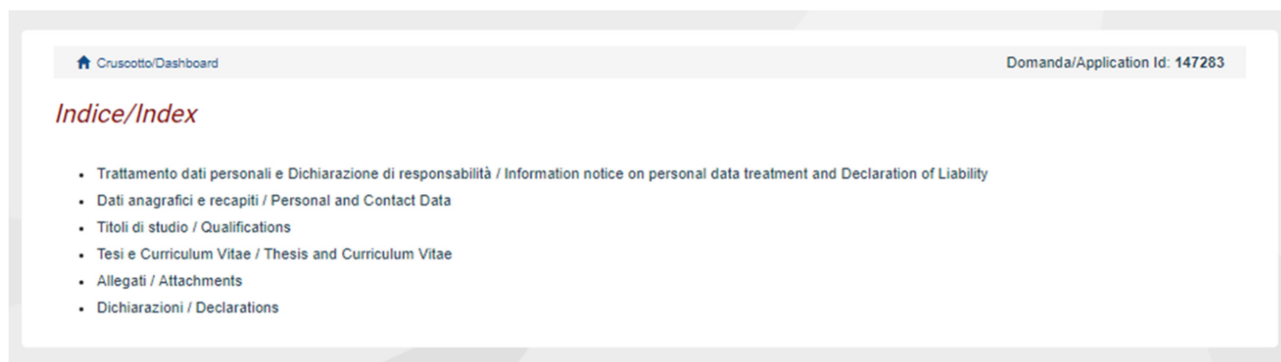 Cruscotto/Dashboard
Domanda/Application Id: 147283
Indice/Index
Trattamento dati personali e Dichiarazione di responsabilità / Information notice on personal data treatment and Declaration of Liability
Dati anagrafici e recapiti / Personal and Contact Data
Titoli di studio / Qualifications
Tesi e Curriculum Vitae / Thesis and Curriculum Vitae
Allegati / Attachments
Dichiarazioni / Declarations